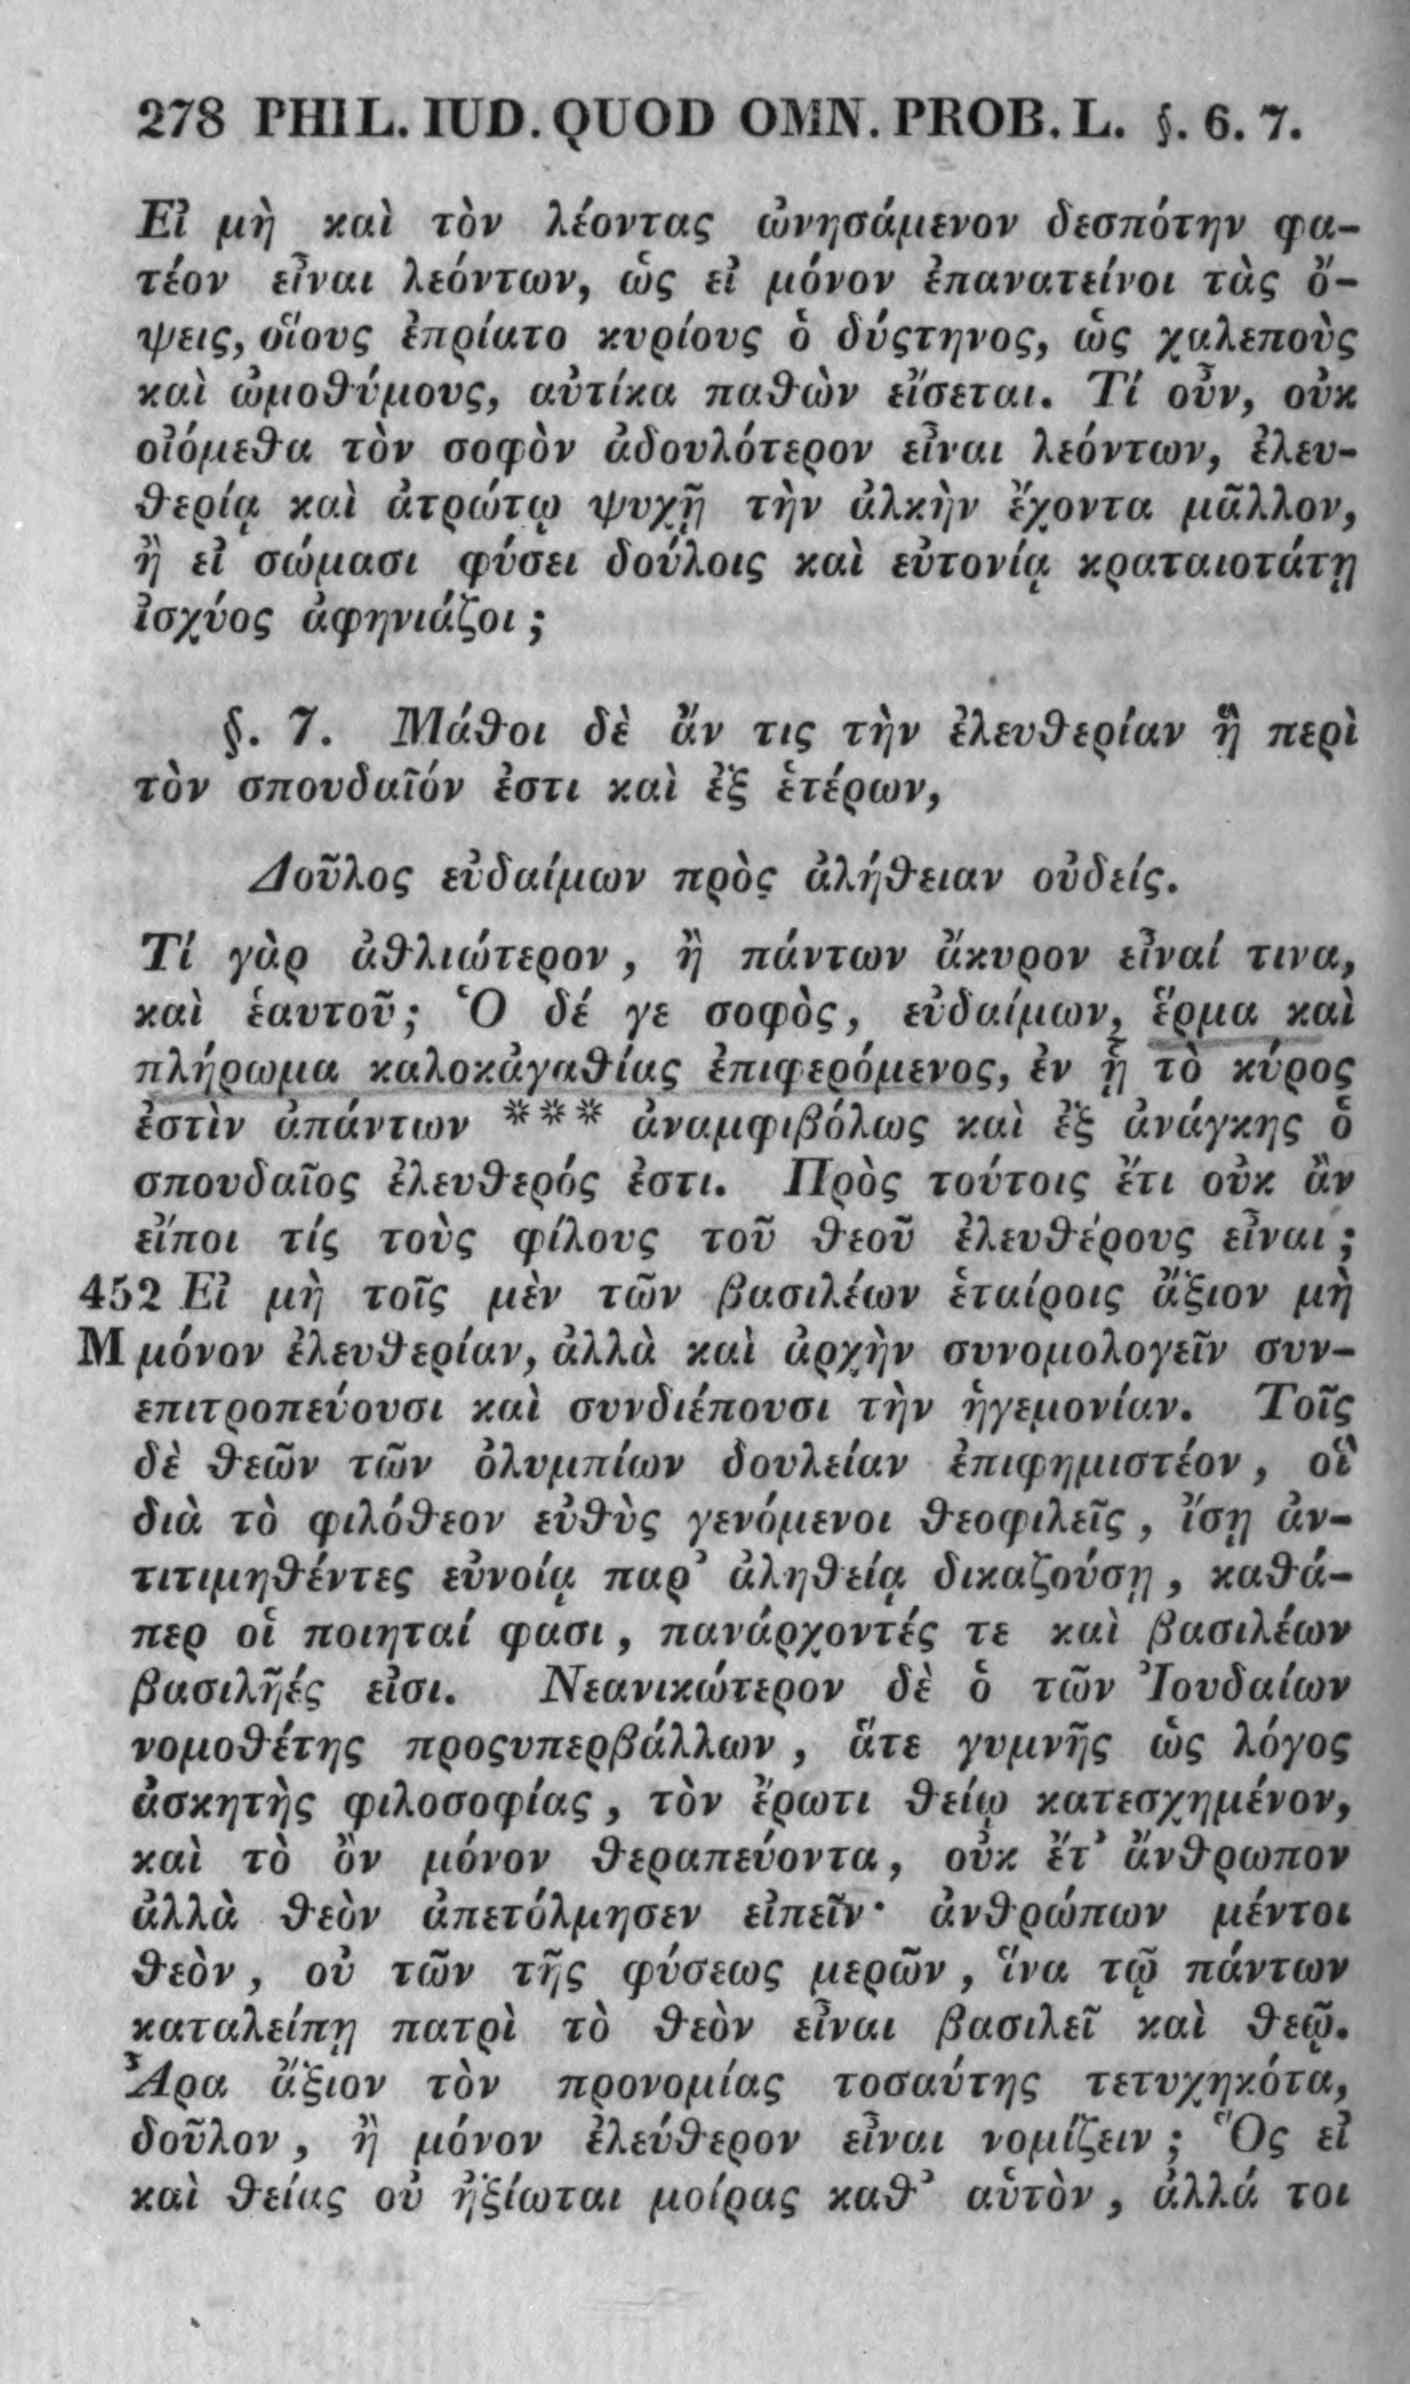 278 PHIL. IUD. QUOD OMN. PROB. L. §. 6. 7.
Εἰ μὴ καὶ τὸν λέοντας ὠνησάμενον δεσπότην φα-
τέον εἶναι λεόντων, ὡς εἰ μόνον ἐπανατείνοι τὰς ὄ-
ψεις, οἵους ἐπρίατο κυρίους ὁ δύςτηνος, ὡς χαλεποὺς
καὶ ὠμοθύμους, αὐτίκα παθὼν εἴσεται. Τί οὖν, οὐκ
οἰόμεθα τὸν σοφὸν ἀδουλότερον εἶναι λεόντων, ἐλευ-
θερίᾳ καὶ ἀτρώτῳ ψυχῇ τὴν ἀλκὴν ἔχοντα μᾶλλον,
ἢ εἰ σώμασι φύσει δούλοις καὶ εὐτονίᾳ κραταιοτάτῃ
ἰσχύος ἀφηνιάζοι;
§. 7. Μάθοι δὲ ἄν τις τὴν ἐλευθερίαν ἣ περὶ
τὸν σπουδαῖόν ἐστι καὶ ἐξ ἑτέρων,
Δοῦλος εὐδαίμων πρὸς ἀλήθειαν οὐδείς.
Τί γὰρ ἀθλιώτερον, ἢ πάντων ἄκυρον εἶναί τινα,
καὶ ἑαυτοῦ; Ὁ δέ γε σοφὸς, εὐδαίμων, ἕρμα καὶ
πλήρωμα καλοκἀγαθίας ἐπιφερόμενος, ἐν ᾗ τὸ κύρος
ἐστὶν ἁπάντων *** ἀναμφιβόλως καὶ ἐξ ἀνάγκης ὁ
σπουδαῖος ἐλευθερός ἐστι. Πρὸς τούτοις ἔτι οὐκ ἂν
εἴποι τίς τοὺς φίλους τοῦ θεοῦ ἐλευθέρους εἶναι;
452 Εἰ μὴ τοῖς μὲν τῶν βασιλέων ἑταίροις ἄξιον μὴ
M μόνον ἐλευθερίαν, ἀλλὰ καὶ ἀρχὴν συνομολογεῖν συν-
επιτροπεύουσι καὶ συνδιέπουσι τὴν ἡγεμονίαν. Τοῖς
δὲ θεῶν τῶν ὀλυμπίων δουλείαν ἐπιφημιστέον, οἳ
διὰ τὸ φιλόθεον εὐθὺς γενόμενοι θεοφιλεῖς, ἴσῃ ἀν-
τιτιμηθέντες εὐνοίᾳ παρ᾽ ἀληθείᾳ δικαζούσῃ, καθά-
περ οἱ ποιηταί φασι, πανάρχοντές τε καὶ βασιλέων
βασιλῆές εἰσι. Νεανικώτερον δὲ ὁ τῶν Ἰουδαίων
νομοθέτης προςυπερβάλλων, ἅτε γυμνῆς ὡς λόγος
ἀσκητὴς φιλοσοφίας, τὸν ἔρωτι θείῳ κατεσχημένον,
καὶ τὸ ὂν μόνον θεραπεύοντα, οὐκ ἔτ᾽ ἄνθρωπον
ἀλλὰ θεὸν ἀπετόλμησεν εἰπεῖν· ἀνθρώπων μέντοι
θεὸν, οὐ τῶν τῆς φύσεως μερῶν, ἵνα τῷ πάντων
καταλείπῃ πατρὶ τὸ θεὸν εἶναι βασιλεῖ καὶ θεῷ.
Ἆρα ἄξιον τὸν προνομίας τοσαύτης τετυχηκότα,
δοῦλον, ἢ μόνον ἐλεύθερον εἶναι νομίζειν; Ὃς εἰ
καὶ θείας οὐ ἠξίωται μοίρας καθ᾽ αὑτὸν, ἀλλά τοι